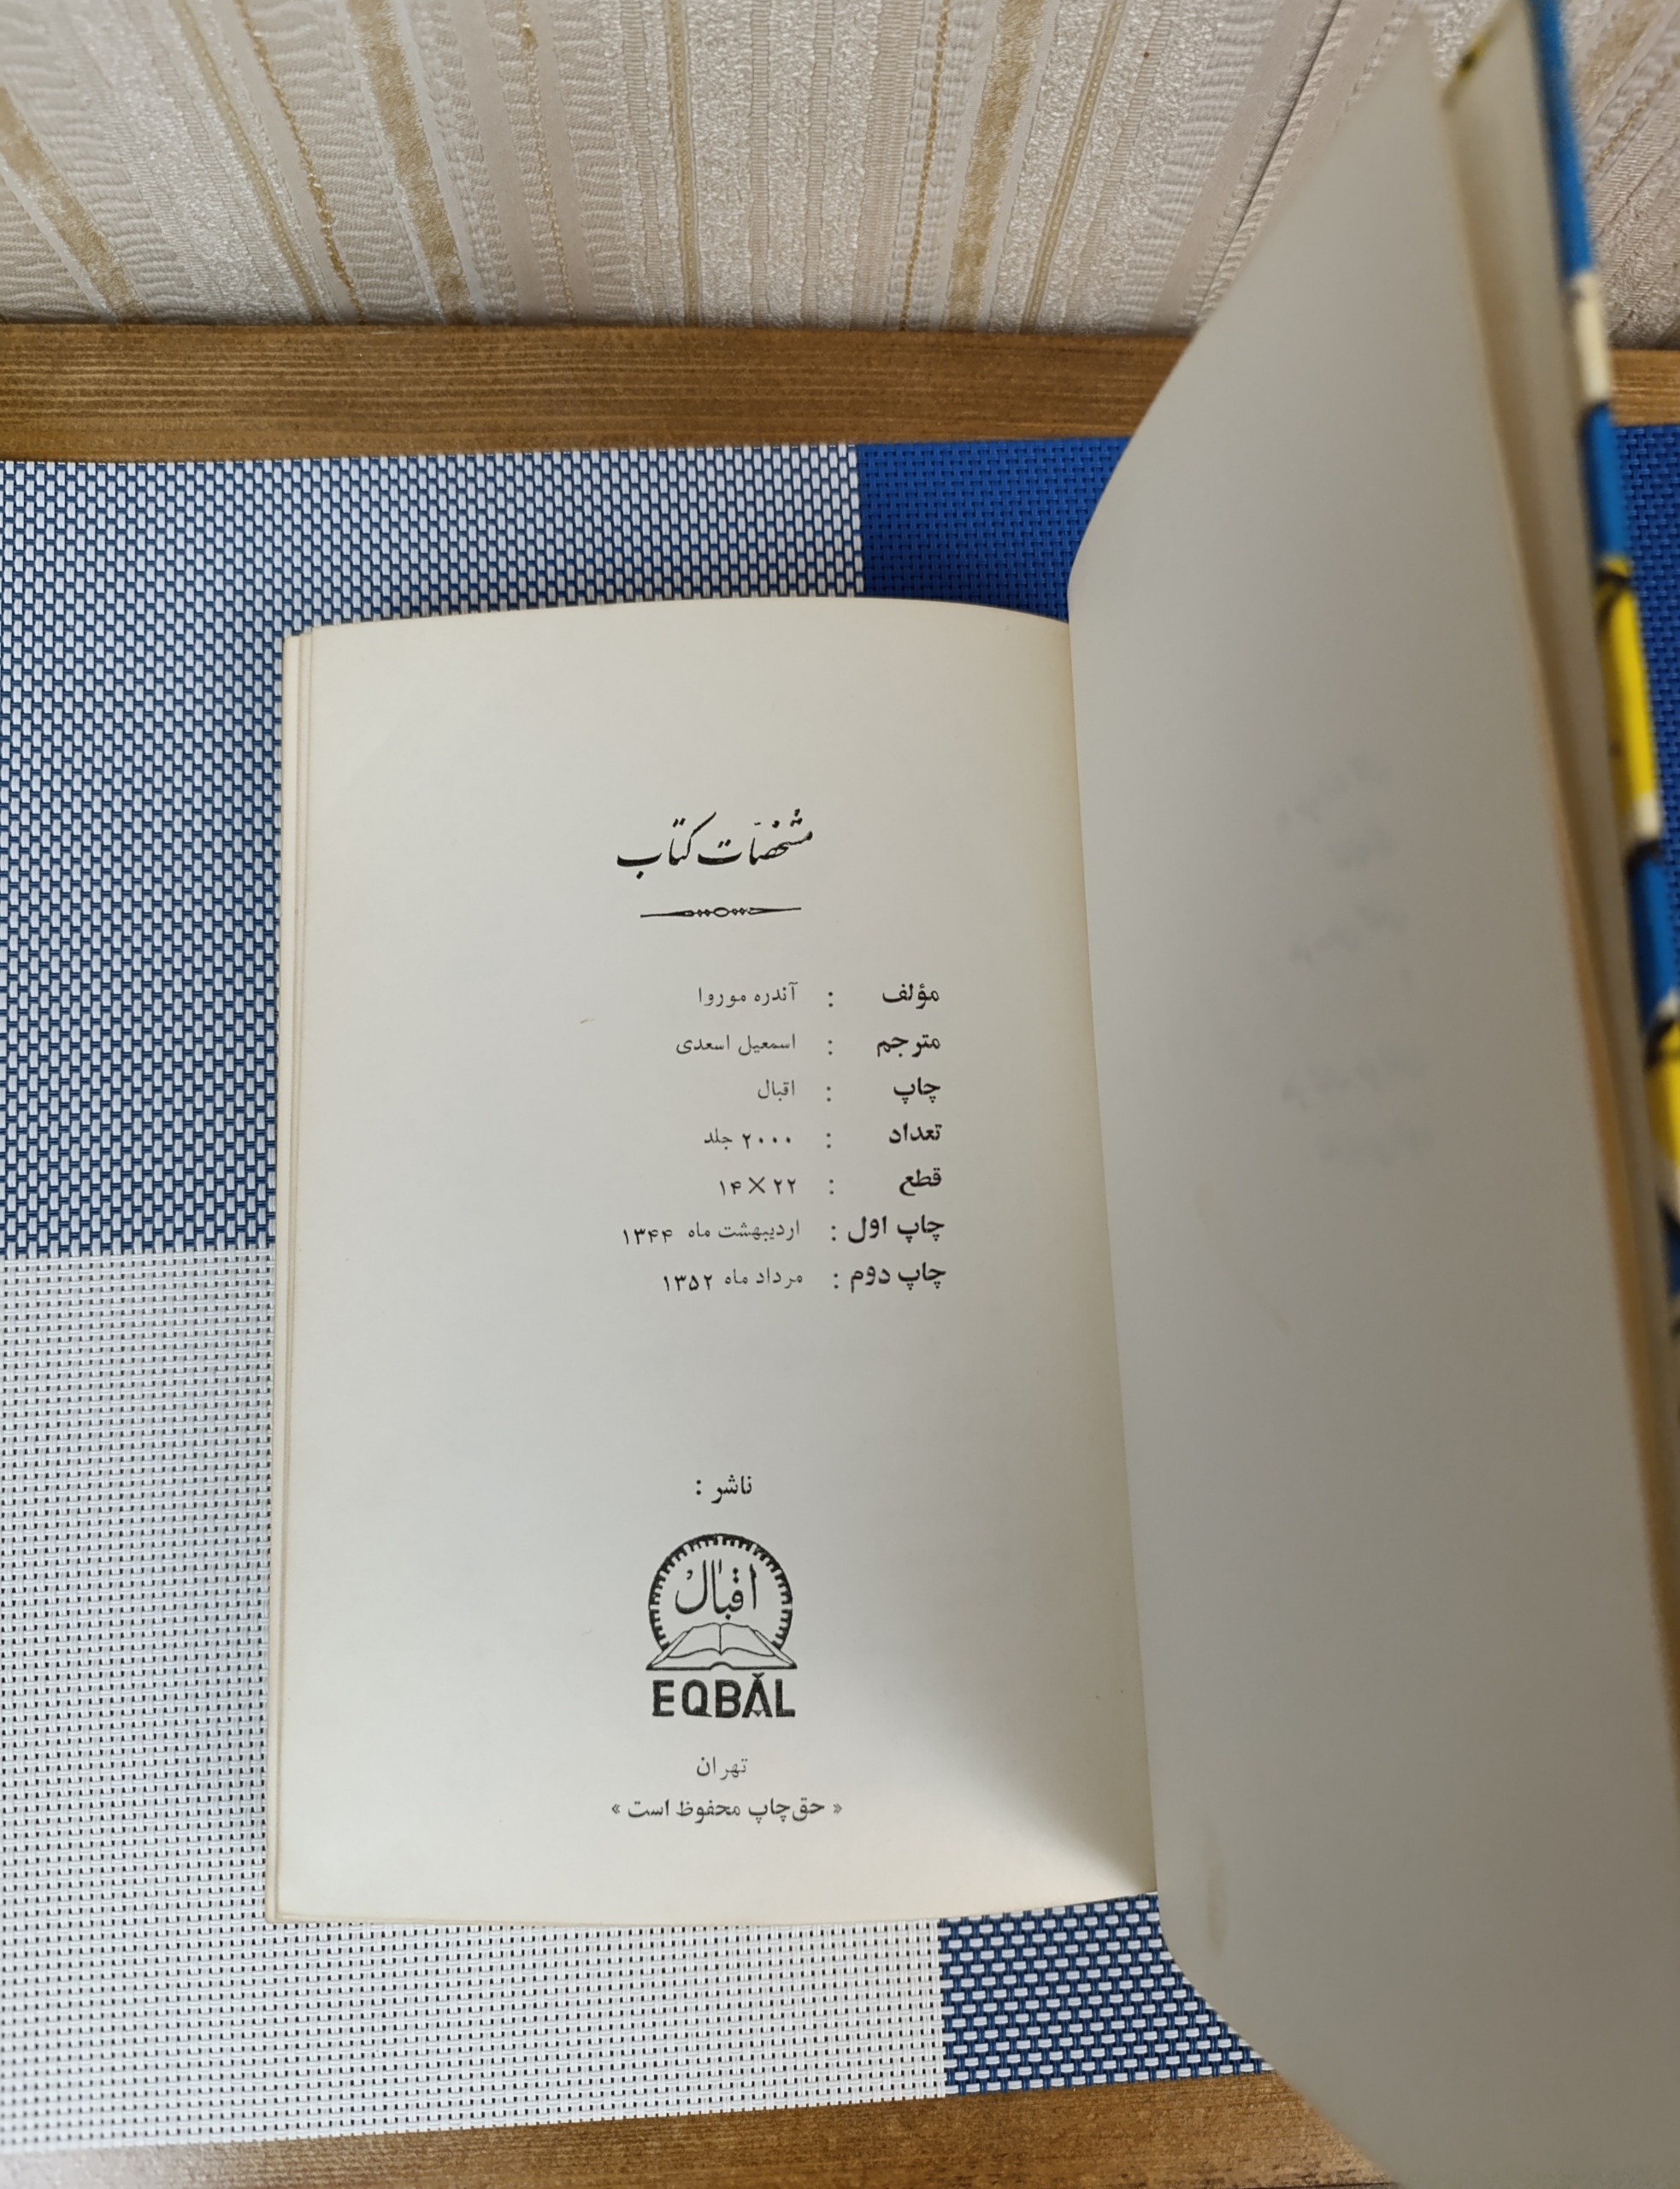 مشخصات کتاب
مؤلف : آندره موروا
مترجم : اسمعیل اسعدی
چاپ : اقبال
تعداد : ۲۰۰۰ جلد
قطع : ۲۲×۱۴
چاپ اول : اردیبهشت ماه ۱۳۴۴
چاپ دوم : مرداد ماه ۱۳۵۲
ناشر :
اقبال
EQBĂL
تهران
« حق چاپ محفوظ است »